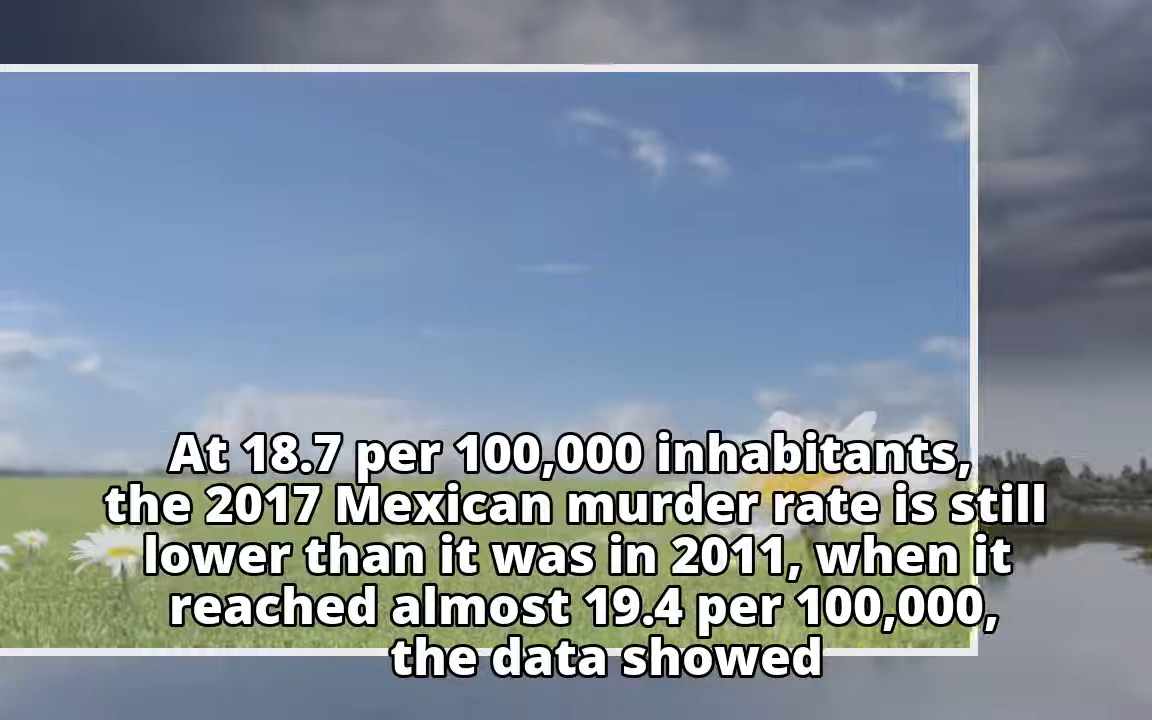 At 18.7 per 100,000 inhabitants,
the 2017 Mexican murder rate is still
lower than it was in 2011, when it
reached almost 19.4 per 100,000,
the data showed